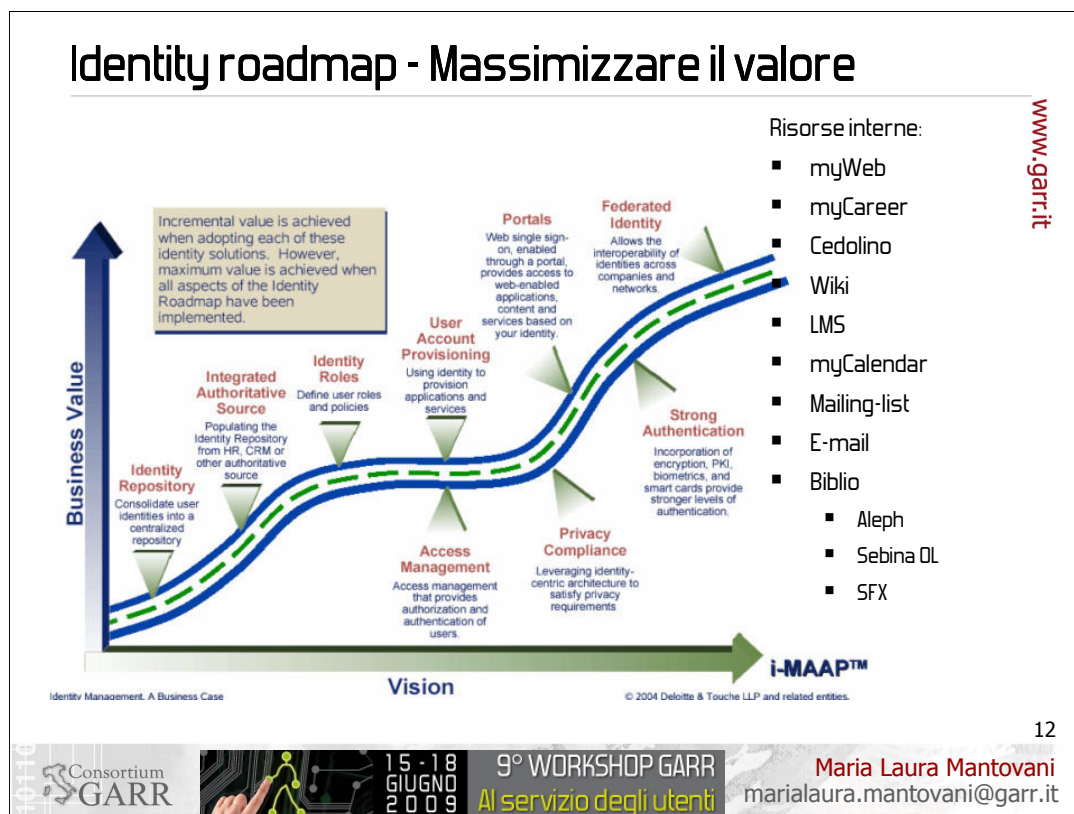 Identity roadmap - Massimizzare il valore
www.garr.it
Risorse interne:
▪ myWeb
▪ myCareer
▪ Cedolino
▪ Wiki
▪ LMS
▪ myCalendar
▪ Mailing-list
▪ E-mail
▪ Biblio
▪ Aleph
▪ Sebina OL
▪ SFX
Incremental value is achieved
when adopting each of these
identity solutions. However,
maximum value is achieved when
all aspects of the Identity
Roadmap have been
implemented.
Business Value
Identity
Repository
Consolidate user
identities into a
centralized
repository
Integrated
Authoritative
Source
Populating the
Identity Repository
from HR, CRM or
other authoritative
source
Identity
Roles
Define user roles
and policies
User
Account
Provisioning
Using identity to
provision
applications and
services
Portals
Web single sign-
on, enabled
through a portal,
provides access to
web-enabled
applications,
content and
services based on
your identity.
Federated
Identity
Allows the
interoperability of
identities across
companies and
networks.
Access
Management
Access management
that provides
authorization and
authentication of
users.
Privacy
Compliance
Leveraging identity-
centric architecture to
satisfy privacy
requirements
Strong
Authentication
Incorporation of
encryption, PKI,
biometrics, and
smart cards provide
stronger levels of
authentication.
i-MAAP™
Vision
Identity Management. A Business Case
© 2004 Deloitte & Touche LLP and related entities.
12
10110
Consortium
GARR
15-18
GIUGNO
2009
9° WORKSHOP GARR
Al servizio degli utenti
Maria Laura Mantovani
marialaura.mantovani@garr.it